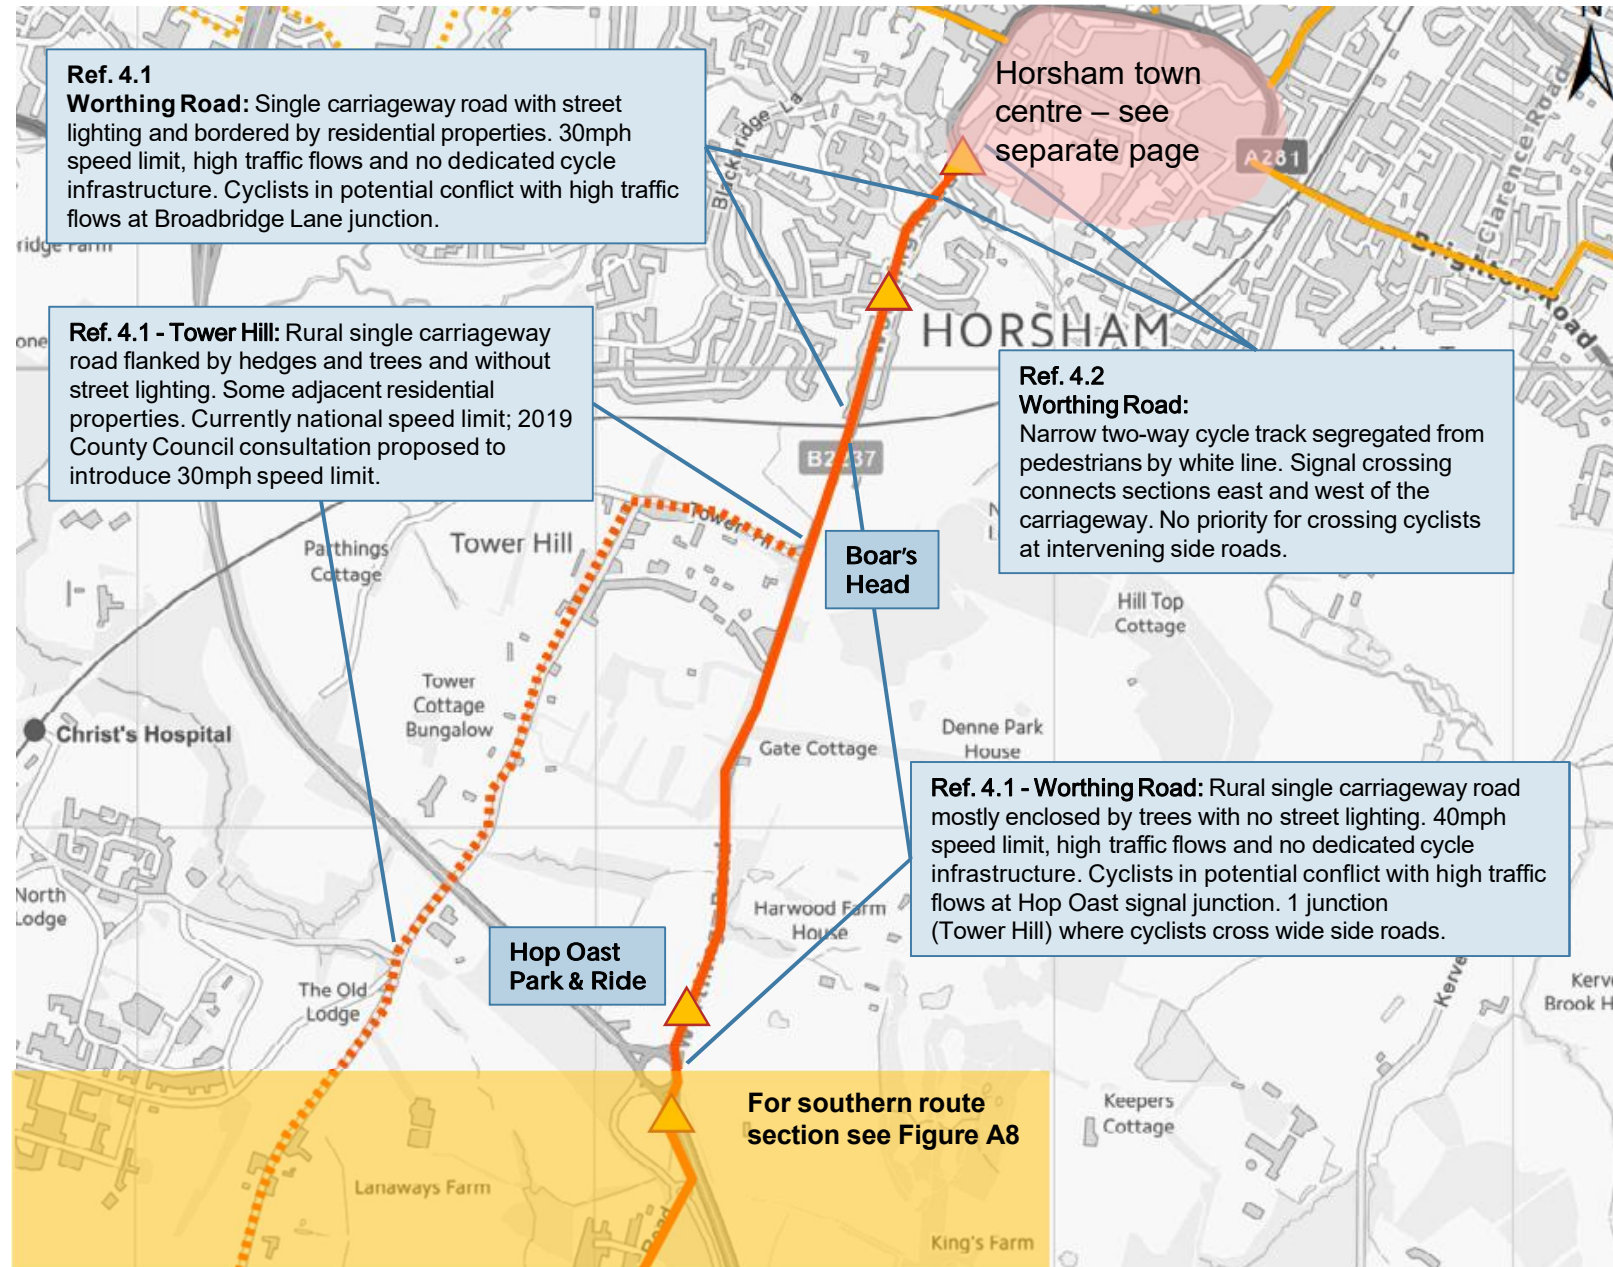 N
Ref. 4.1
Worthing Road: Single carriageway road with street
lighting and bordered by residential properties. 30mph
speed limit, high traffic flows and no dedicated cycle
infrastructure. Cyclists in potential conflict with high traffic
flows at Broadbridge Lane junction.
Horsham town
centre – see
separate page
A281
Clarence Road
Brighton Road
HORSHAM
Ref. 4.1 - Tower Hill: Rural single carriageway
road flanked by hedges and trees and without
street lighting. Some adjacent residential
properties. Currently national speed limit; 2019
County Council consultation proposed to
introduce 30mph speed limit.
Ref. 4.2
Worthing Road:
Narrow two-way cycle track segregated from
pedestrians by white line. Signal crossing
connects sections east and west of the
carriageway. No priority for crossing cyclists
at intervening side roads.
Parthings
Cottage
Tower Hill
Boar's
Head
Hill Top
Cottage
Tower
Cottage
Bungalow
Christ's Hospital
Gate Cottage
Denne Park
House
Ref. 4.1 - Worthing Road: Rural single carriageway road
mostly enclosed by trees with no street lighting. 40mph
speed limit, high traffic flows and no dedicated cycle
infrastructure. Cyclists in potential conflict with high traffic
flows at Hop Oast signal junction. 1 junction
(Tower Hill) where cyclists cross wide side roads.
North
Lodge
Harwood Farm
House
Hop Oast
Park & Ride
The Old
Lodge
Kerve
Kerv
Brook H
For southern route
section see Figure A8
Keepers
Cottage
Lanaways Farm
Road
King's Farm